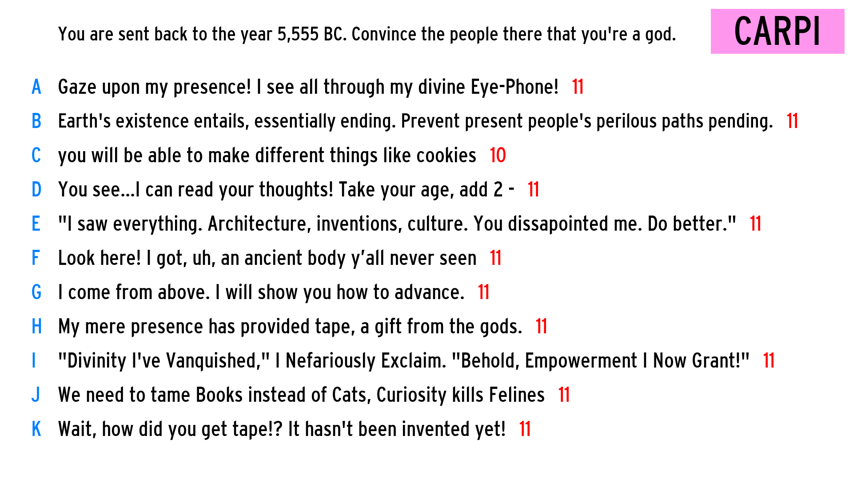 You are sent back to the year 5,555 BC. Convince the people there that you're a god.
CARPI
A Gaze upon my presence! I see all through my divine Eye-Phone! 11
B Earth's existence entails, essentially ending. Prevent present people's perilous paths pending. 11
C you will be able to make different things like cookies 10
D You see...I can read your thoughts! Take your age, add 2 - 11
E "I saw everything. Architecture, inventions, culture. You dissapointed me. Do better." 11
F Look here! I got, uh, an ancient body y’all never seen 11
G I come from above. I will show you how to advance. 11
H My mere presence has provided tape, a gift from the gods. 11
I "Divinity I've Vanquished," I Nefariously Exclaim. "Behold, Empowerment I Now Grant!" 11
J We need to tame Books instead of Cats, Curiosity kills Felines 11
K Wait, how did you get tape!? It hasn't been invented yet! 11